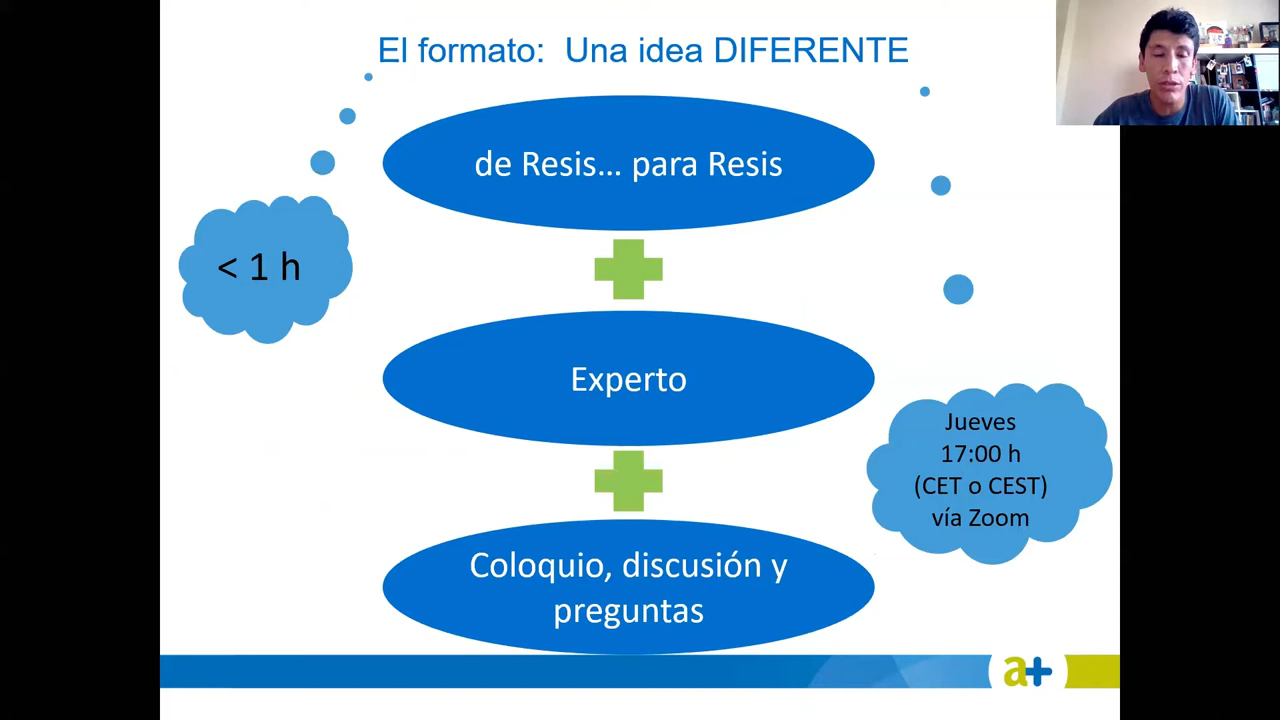 El formato:  Una idea DIFERENTE
de Resis... para Resis
< 1 h
Experto
Jueves
17:00 h
(CET o CEST)
vía Zoom
Coloquio, discusión y
preguntas
a+